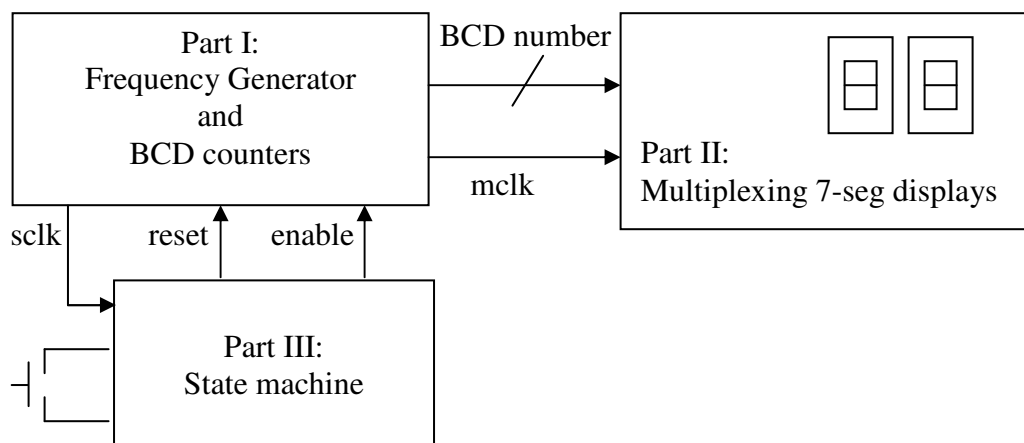 Part I:
Frequency Generator
and
BCD counters
BCD number
mclk
Part II:
Multiplexing 7-seg displays
sclk
reset
enable
Part III:
State machine